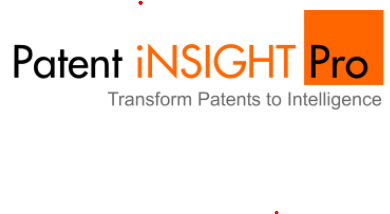 Patent iNSIGHT Pro
Transform Patents to Intelligence